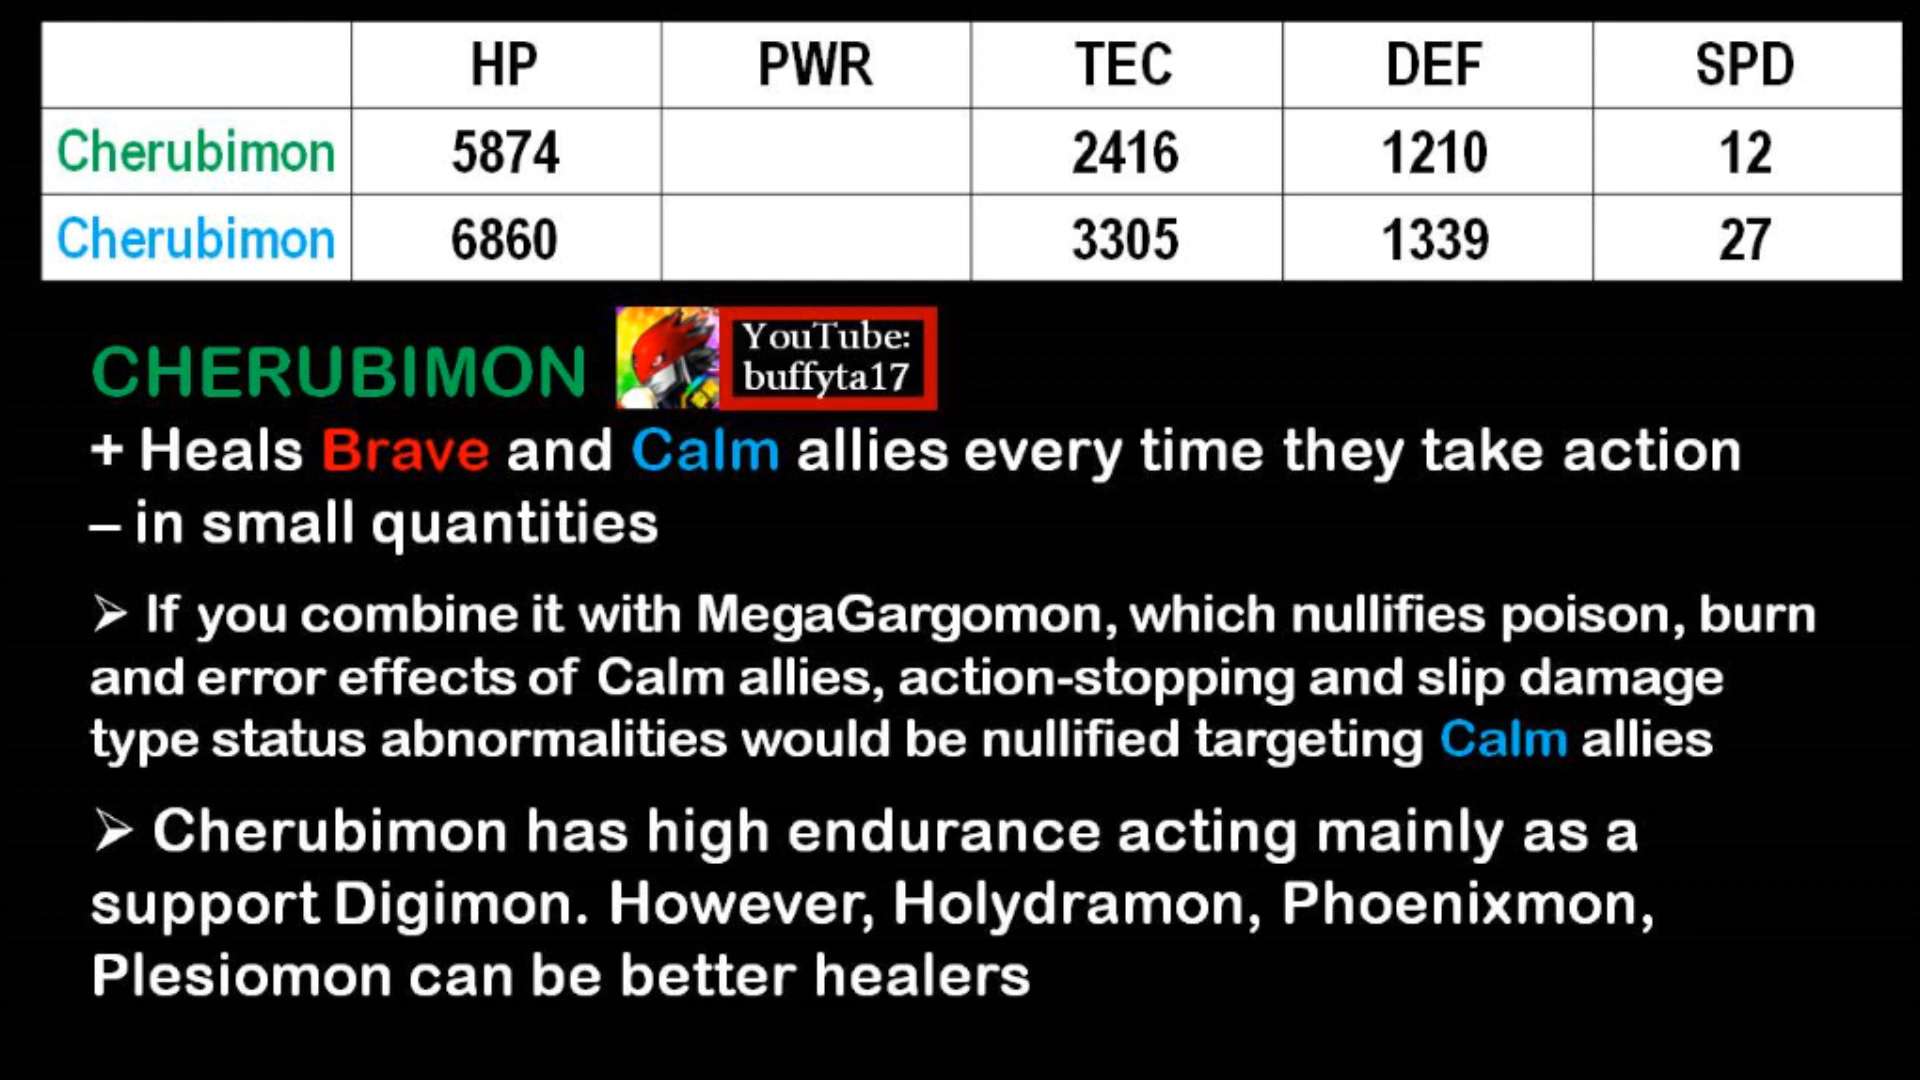 HP PWR TEC DEF SPD
Cherubimon 5874 2416 1210 12
Cherubimon 6860 3305 1339 27
CHERUBIMON
YouTube:
buffyta17
+ Heals Brave and Calm allies every time they take action
– in small quantities
➢ If you combine it with MegaGargomon, which nullifies poison, burn
and error effects of Calm allies, action-stopping and slip damage
type status abnormalities would be nullified targeting Calm allies
➢ Cherubimon has high endurance acting mainly as a
support Digimon. However, Holydramon, Phoenixmon,
Plesiomon can be better healers